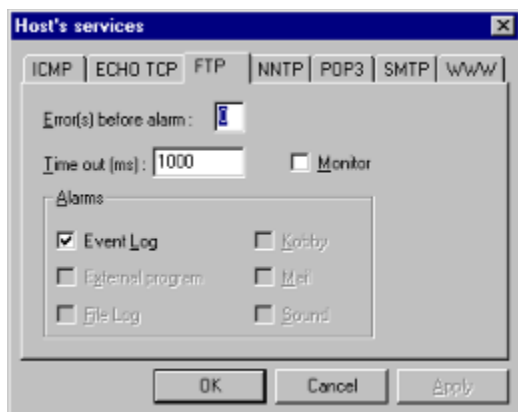 Host's services
ICMP ECHO TCP FTP NNTP POP3 SMTP WWW
Error(s) before alarm : 0
Time out (ms) : 1000 Monitor
Alarms
Event Log Kobby
External program Mail
File Log Sound
OK Cancel Apply